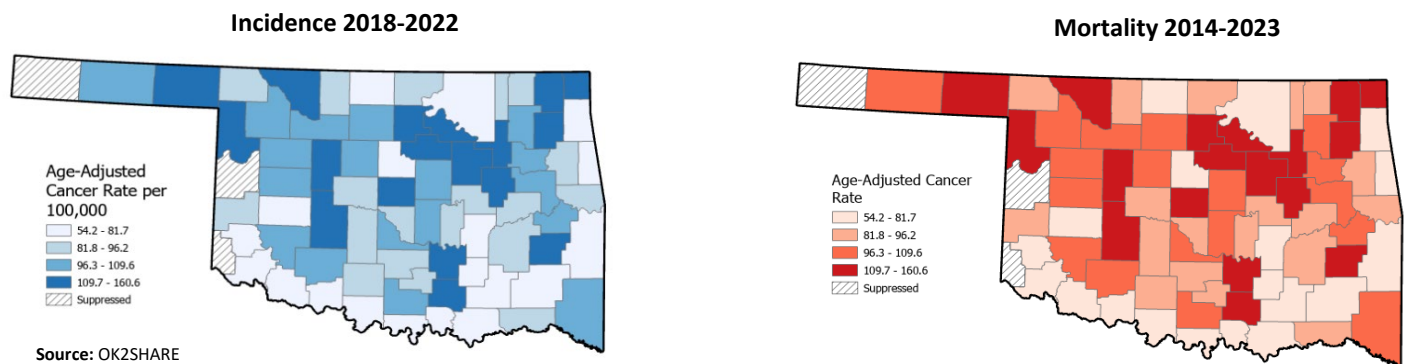 Incidence 2018-2022
Age-Adjusted
Cancer Rate per
100,000
54.2 - 81.7
81.8 - 96.2
96.3 - 109.6
109.7 - 160.6
Suppressed
Source: OK2SHARE
Mortality 2014-2023
Age-Adjusted Cancer
Rate
54.2 - 81.7
81.8 - 96.2
96.3 - 109.6
109.7 - 160.6
Suppressed